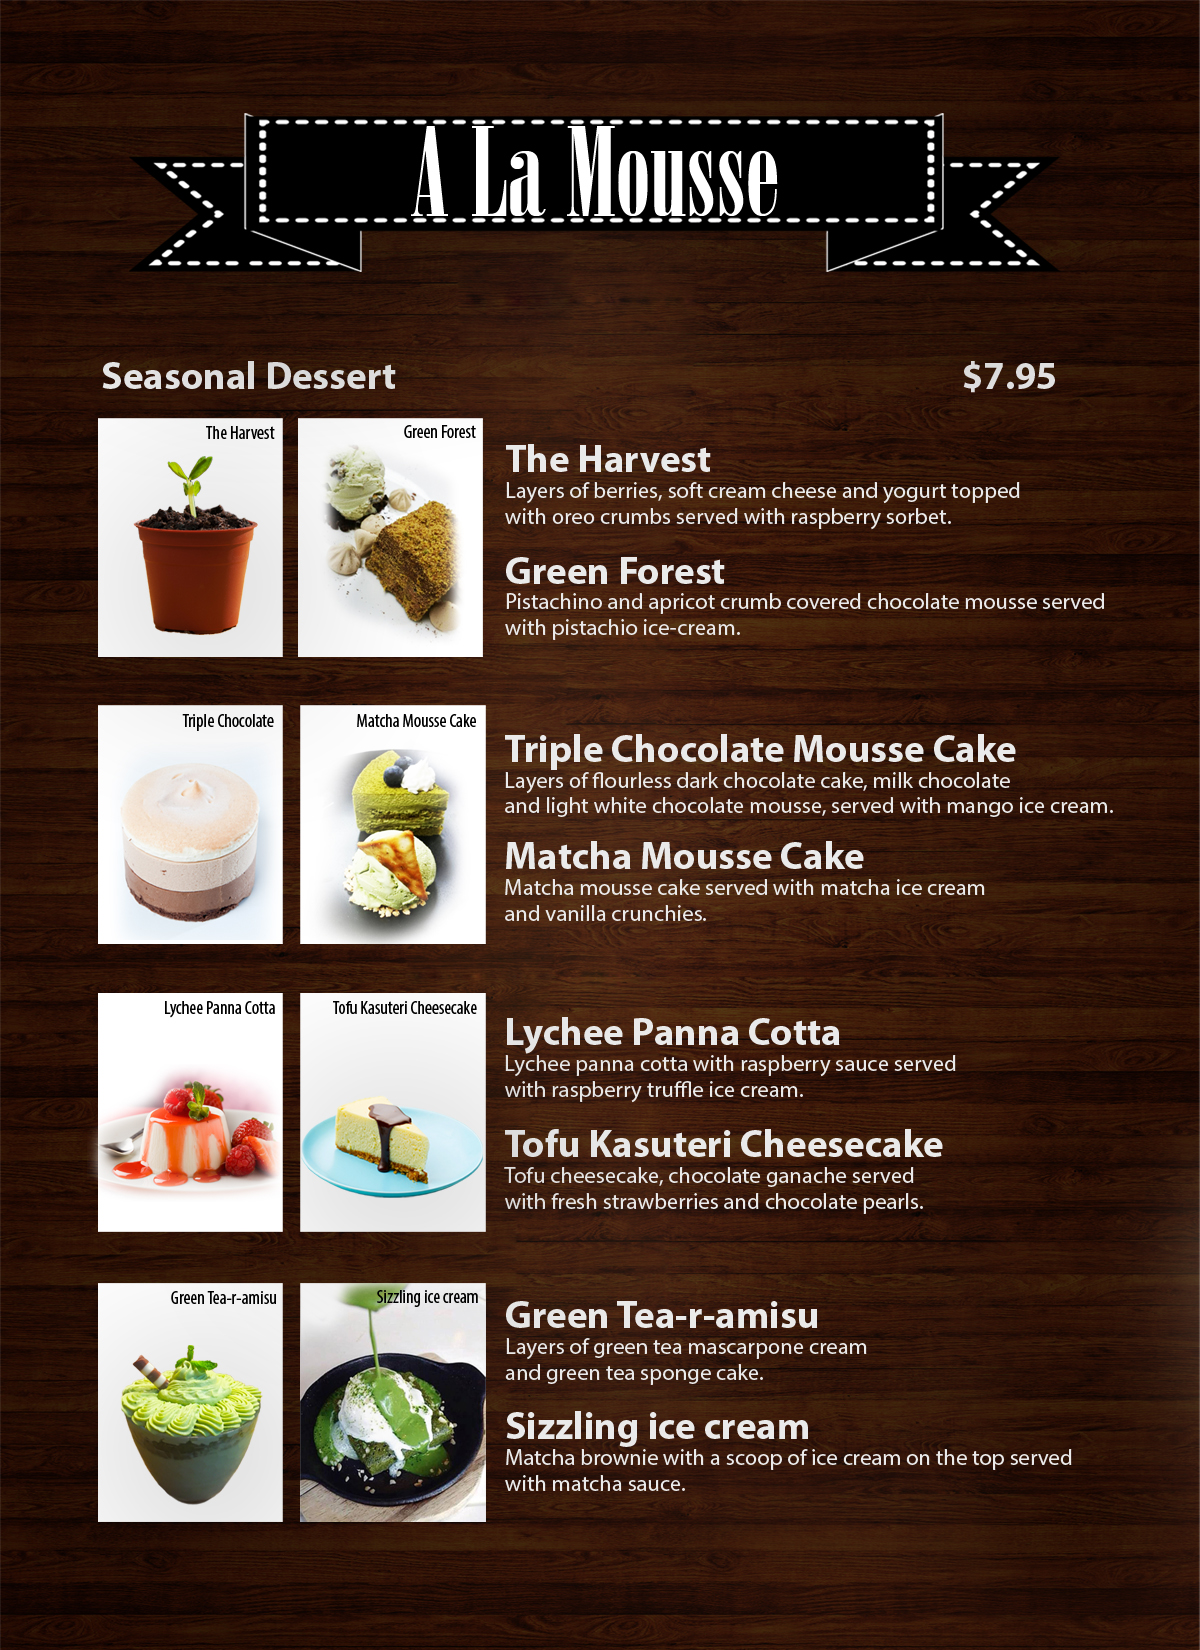 A La Mousse
Seasonal Dessert $7.95
The Harvest
Green Forest
The Harvest
Layers of berries, soft cream cheese and yogurt topped
with oreo crumbs served with raspberry sorbet.
Green Forest
Pistachino and apricot crumb covered chocolate mousse served
with pistachio ice-cream.
Triple Chocolate
Matcha Mousse Cake
Triple Chocolate Mousse Cake
Layers of flourless dark chocolate cake, milk chocolate
and light white chocolate mousse, served with mango ice cream.
Matcha Mousse Cake
Matcha mousse cake served with matcha ice cream
and vanilla crunchies.
Lychee Panna Cotta
Tofu Kasuteri Cheesecake
Lychee Panna Cotta
Lychee panna cotta with raspberry sauce served
with raspberry truffle ice cream.
Tofu Kasuteri Cheesecake
Tofu cheesecake, chocolate ganache served
with fresh strawberries and chocolate pearls.
Green Tea-r-amisu
Sizzling ice cream
Green Tea-r-amisu
Layers of green tea mascarpone cream
and green tea sponge cake.
Sizzling ice cream
Matcha brownie with a scoop of ice cream on the top served
with matcha sauce.